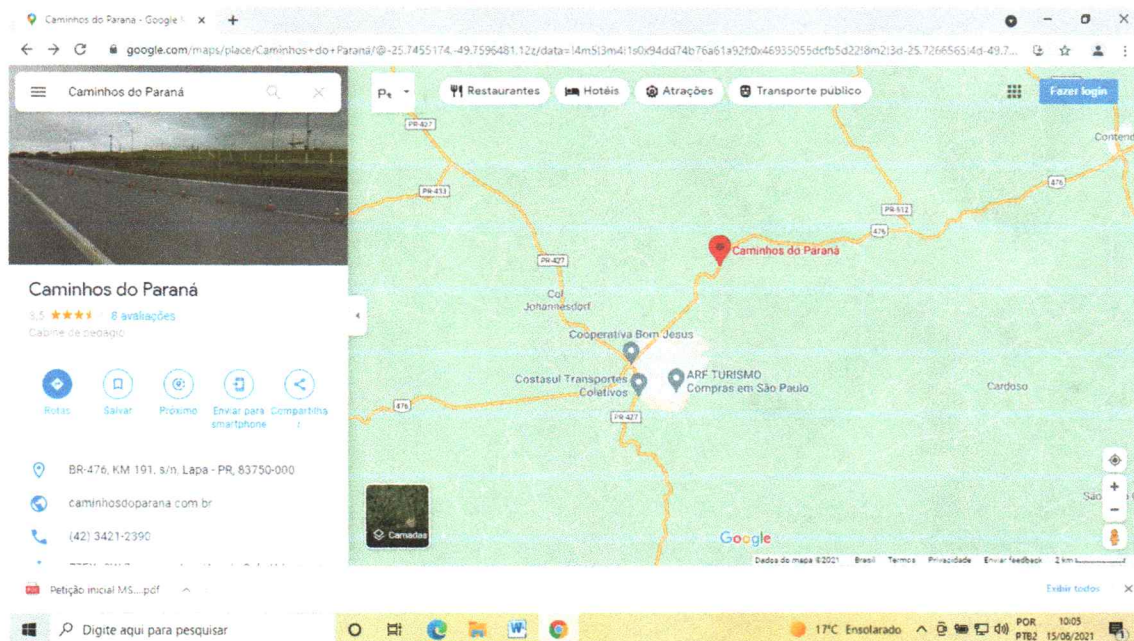 Caminhos do Paraná - Google M
google.com/maps/place/Caminhos+do+Paraná/@-25.7455174,-49.7596481,12z/data=!4m5!3m4!1s0x94dd74b76a61a92f:0x46935055dcfb5d22!8m2!3d-25.7266565!4d-49.7...
Caminhos do Paraná
Restaurantes
Hotéis
Atrações
Transporte público
Fazer login
Caminhos do Paraná
3,5
8 avaliações
Cabine de pedágio
Rotas
Salvar
Próximo
Enviar para smartphone
Compartilha
r
BR-476, KM 191, s/n, Lapa - PR, 83750-000
caminhosdoparana.com.br
(42) 3421-2390
PR-427
PR-433
PR-427
Contend
476
PR-512
476
Caminhos do Paraná
Col.
Johannesdorf
Cooperativa Bom Jesus
Costasul Transportes
Coletivos
ARF TURISMO
Compras em São Paulo
Cardoso
476
PR-427
Camadas
Google
Dados do mapa ©2021
Brasil
Termos
Privacidade
Enviar feedback
2 km
Petição inicial MS....pdf
Exibir todos
Digite aqui para pesquisar
17°C Ensolarado
POR
PTB2
10:05
15/06/2021